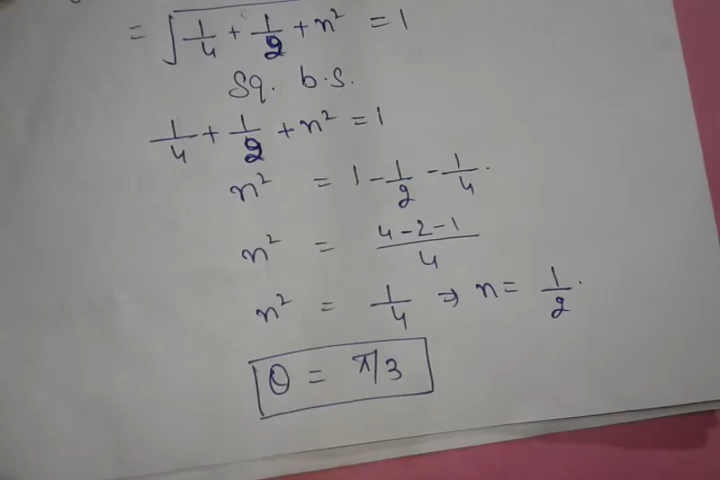 = √1/4 + 1/2 + n² = 1
Sq. b.s.
1/4 + 1/2 + n² = 1
n² = 1 - 1/2 - 1/4.
n² = 4-2-1/4
n² = 1/4 ⇒ n = 1/2.
θ = π/3